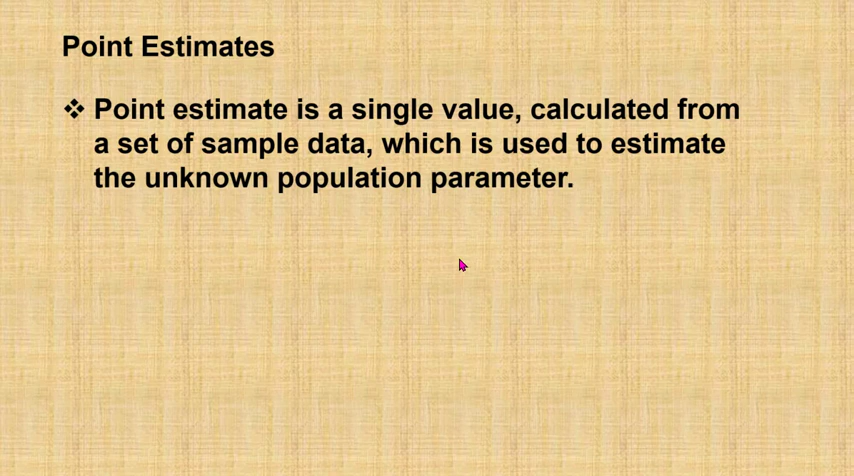 Point Estimates
❖ Point estimate is a single value, calculated from
a set of sample data, which is used to estimate
the unknown population parameter.